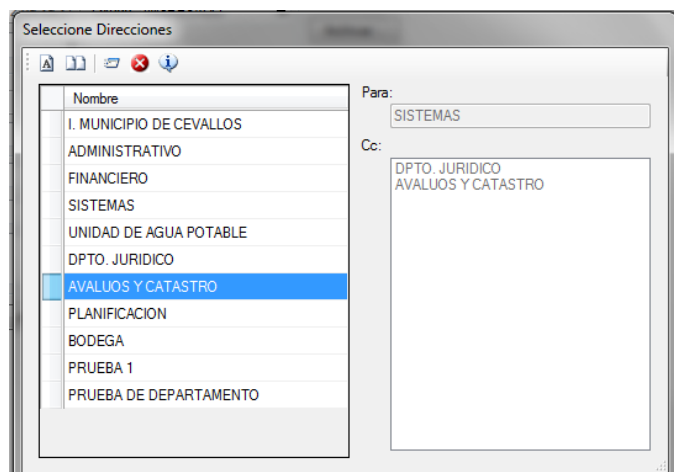 Seleccione Direcciones
Nombre
I. MUNICIPIO DE CEVALLOS
ADMINISTRATIVO
FINANCIERO
SISTEMAS
UNIDAD DE AGUA POTABLE
DPTO. JURIDICO
AVALUOS Y CATASTRO
PLANIFICACION
BODEGA
PRUEBA 1
PRUEBA DE DEPARTAMENTO
Para:
SISTEMAS
Cc:
DPTO. JURIDICO
AVALUOS Y CATASTRO